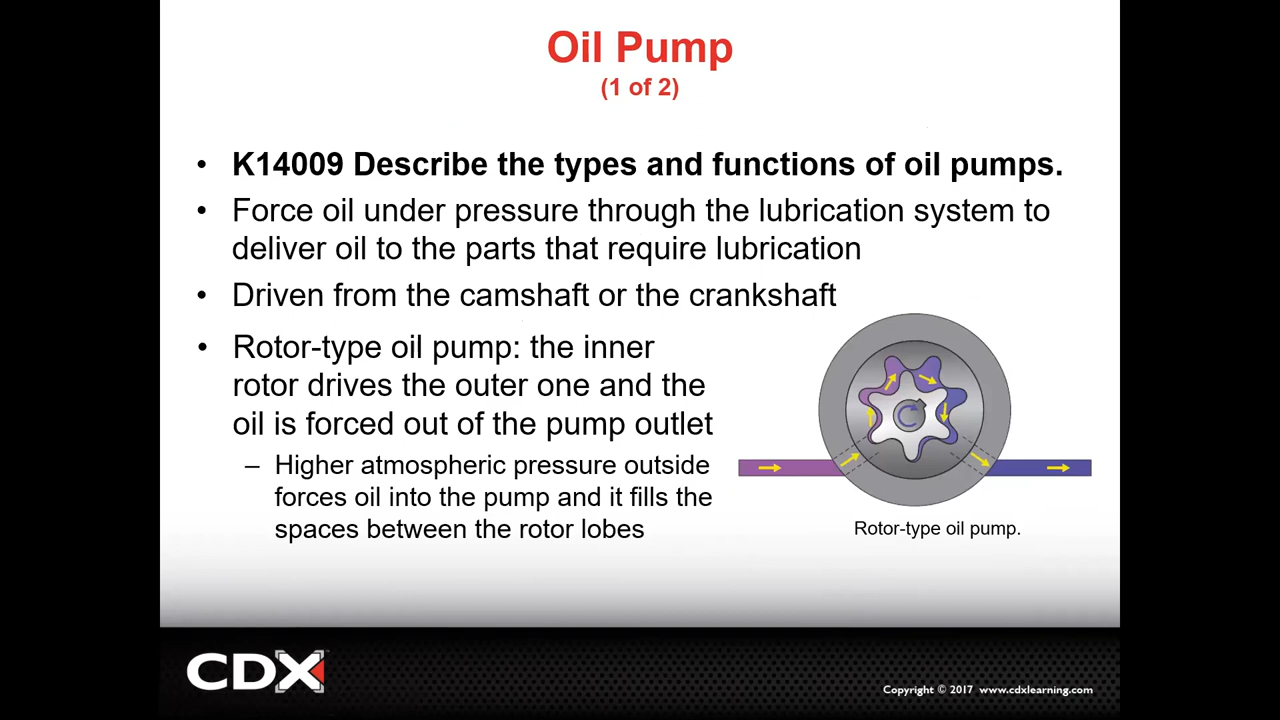 Oil Pump
(1 of 2)
• K14009 Describe the types and functions of oil pumps.
• Force oil under pressure through the lubrication system to
deliver oil to the parts that require lubrication
• Driven from the camshaft or the crankshaft
• Rotor-type oil pump: the inner
rotor drives the outer one and the
oil is forced out of the pump outlet
– Higher atmospheric pressure outside
forces oil into the pump and it fills the
spaces between the rotor lobes
Rotor-type oil pump.
CDX
Copyright © 2017 www.cdxlearning.com